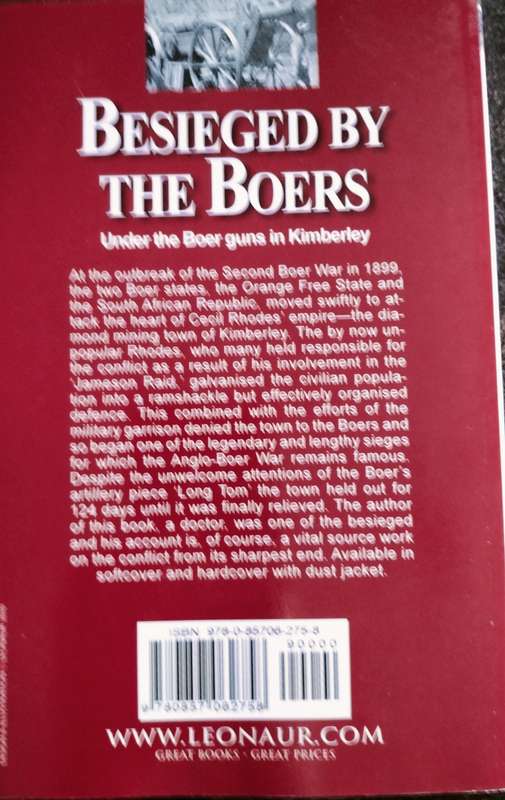 BESIEGED BY
THE BOERS
Under the Boer guns in Kimberley
At the outbreak of the Second Boer War in 1899,
the two Boer states, the Orange Free State and
the South African Republic, moved swiftly to at-
tack the heart of Cecil Rhodes' empire—the dia-
mond mining town of Kimberley. The by now un-
popular Rhodes, who many held responsible for
the conflict as a result of his involvement in the
'Jameson Raid,' galvanised the civilian popula-
tion into a ramshackle but effectively organised
defence. This combined with the efforts of the
military garrison denied the town to the Boers and
so began one of the legendary and lengthy sieges
for which the Anglo-Boer War remains famous.
Despite the unwelcome attentions of the Boer's
artillery piece 'Long Tom' the town held out for
124 days until it was finally relieved. The author
of this book, a doctor, was one of the besieged
and his account is, of course, a vital source work
on the conflict from its sharpest end. Available in
softcover and hardcover with dust jacket.
ISBN 978-0-85706-275-8
90000
9 780857 062758
WWW.LEONAUR.COM
GREAT BOOKS · GREAT PRICES